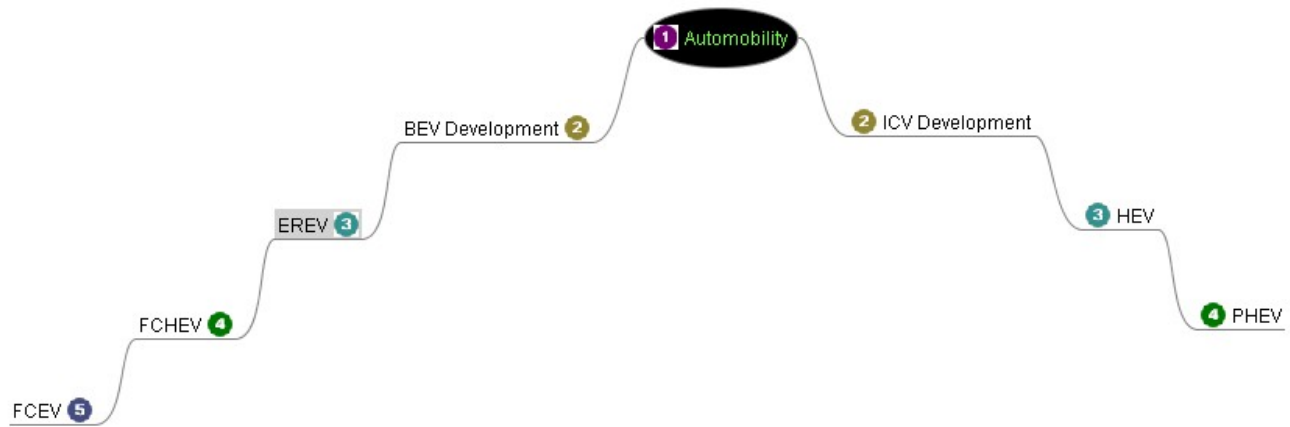 1 Automobility
BEV Development 2
2 ICV Development
EREV 3
3 HEV
FCHEV 4
4 PHEV
FCEV 5